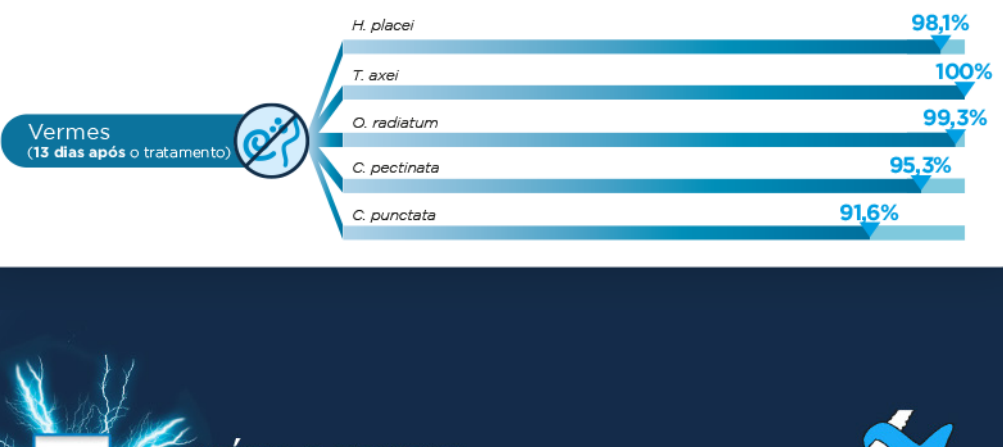 H. placei
98,1%
T. axei
100%
O. radiatum
99,3%
Vermes
(13 dias após o tratamento)
C. pectinata
95,3%
C. punctata
91,6%